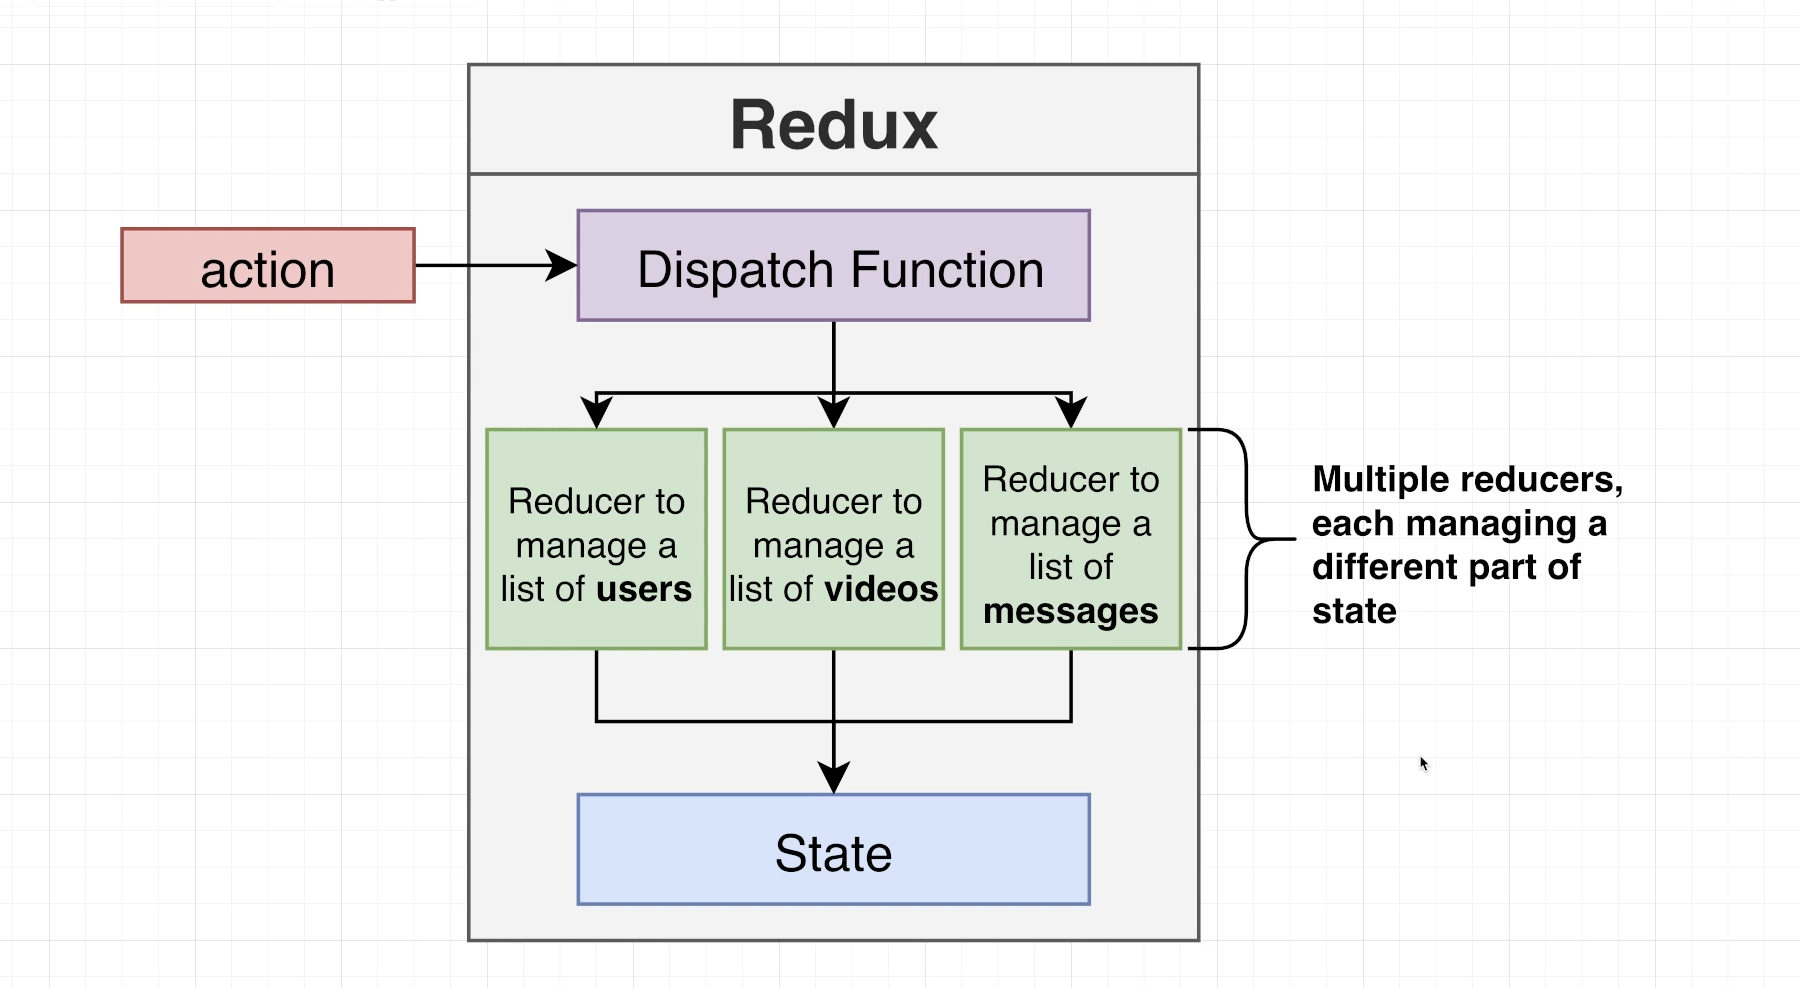 Redux
action
Dispatch Function
Reducer to
manage a
list of users
Reducer to
manage a
list of videos
Reducer to
manage a
list of
messages
Multiple reducers,
each managing a
different part of
state
State